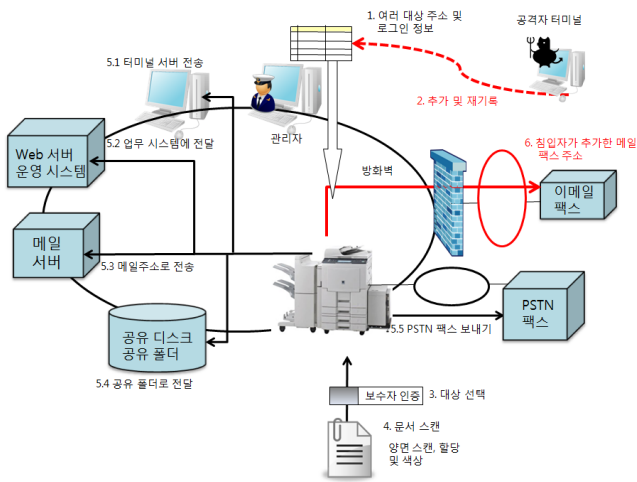 1. 여러 대상 주소 및
로그인 정보
공격자 터미널
5.1 터미널 서버 전송
2. 추가 및 재기록
관리자
5.2 업무 시스템에 전달
6. 침입자가 추가한 메일
팩스 주소
Web 서버
운영 시스템
방화벽
이메일
팩스
메일
서버
5.3 메일주소로 전송
PSTN
팩스
공유 디스크
공유 폴더
5.5 PSTN 팩스 보내기
5.4 공유 폴더로 전달
보수자 인증
3. 대상 선택
4. 문서 스캔
양면 스캔, 할당
및 색상